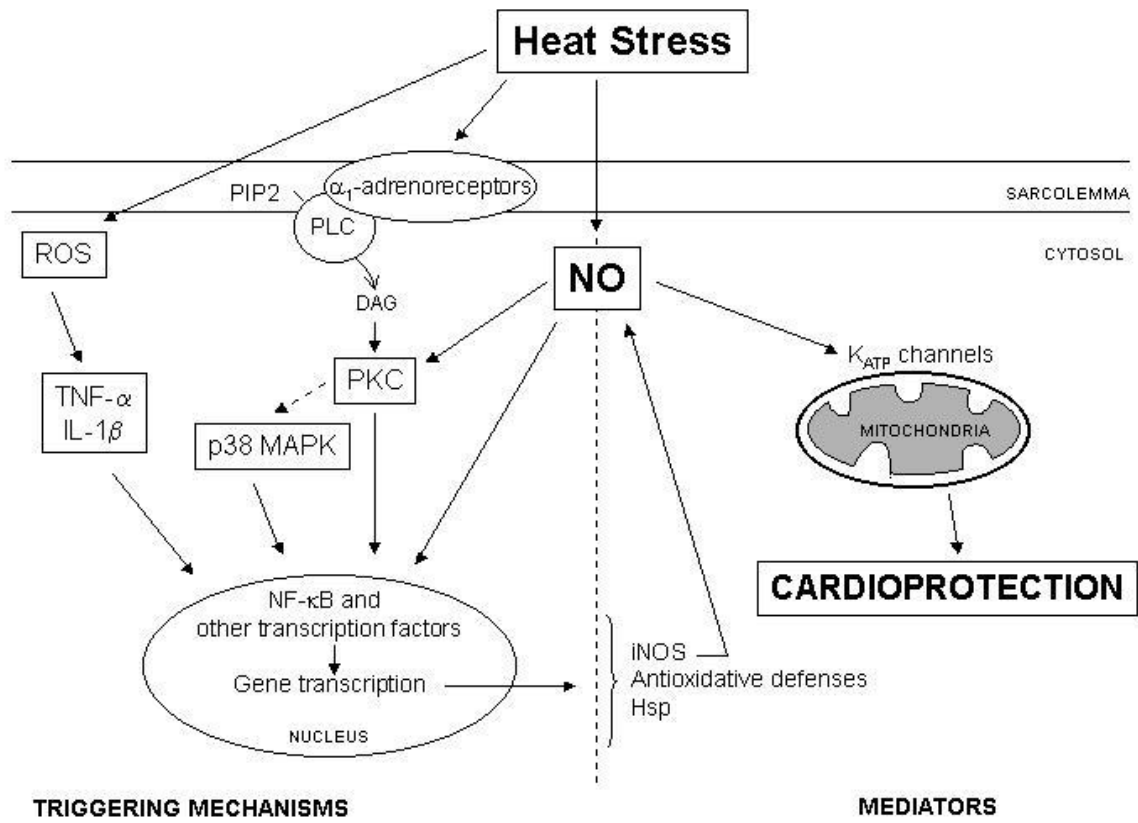 Heat Stress
PIP2
α1-adrenoreceptors
SARCOLEMMA
PLC
CYTOSOL
ROS
NO
DAG
KATP channels
PKC
TNF-α
IL-1β
MITOCHONDRIA
p38 MAPK
CARDIOPROTECTION
NF-κB and
other transcription factors
Gene transcription
NUCLEUS
iNOS
Antioxidative defenses
Hsp
TRIGGERING MECHANISMS
MEDIATORS